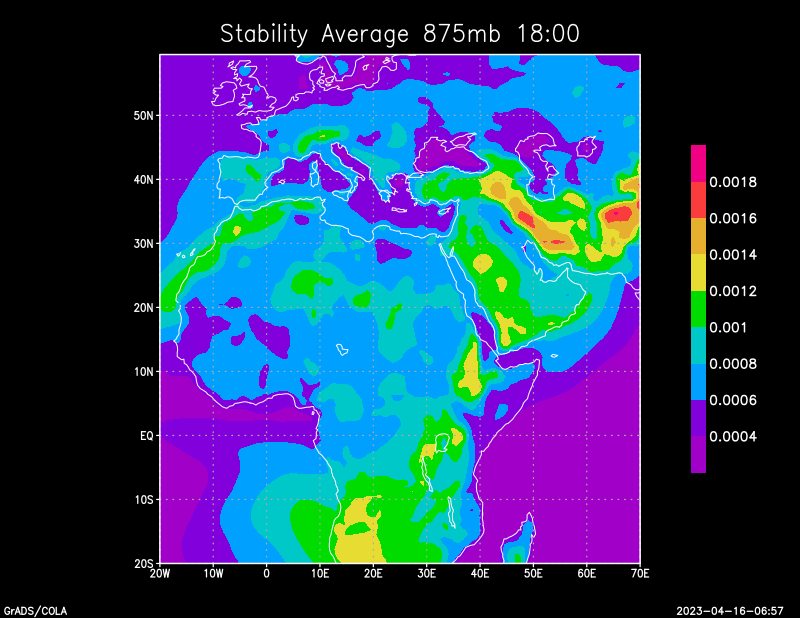 Stability Average 875mb 18:00
50N
40N
30N
20N
10N
EQ
10S
20S
20W 10W 0 10E 20E 30E 40E 50E 60E 70E
0.0018
0.0016
0.0014
0.0012
0.001
0.0008
0.0006
0.0004
GrADS/COLA
2023-04-16-06:57